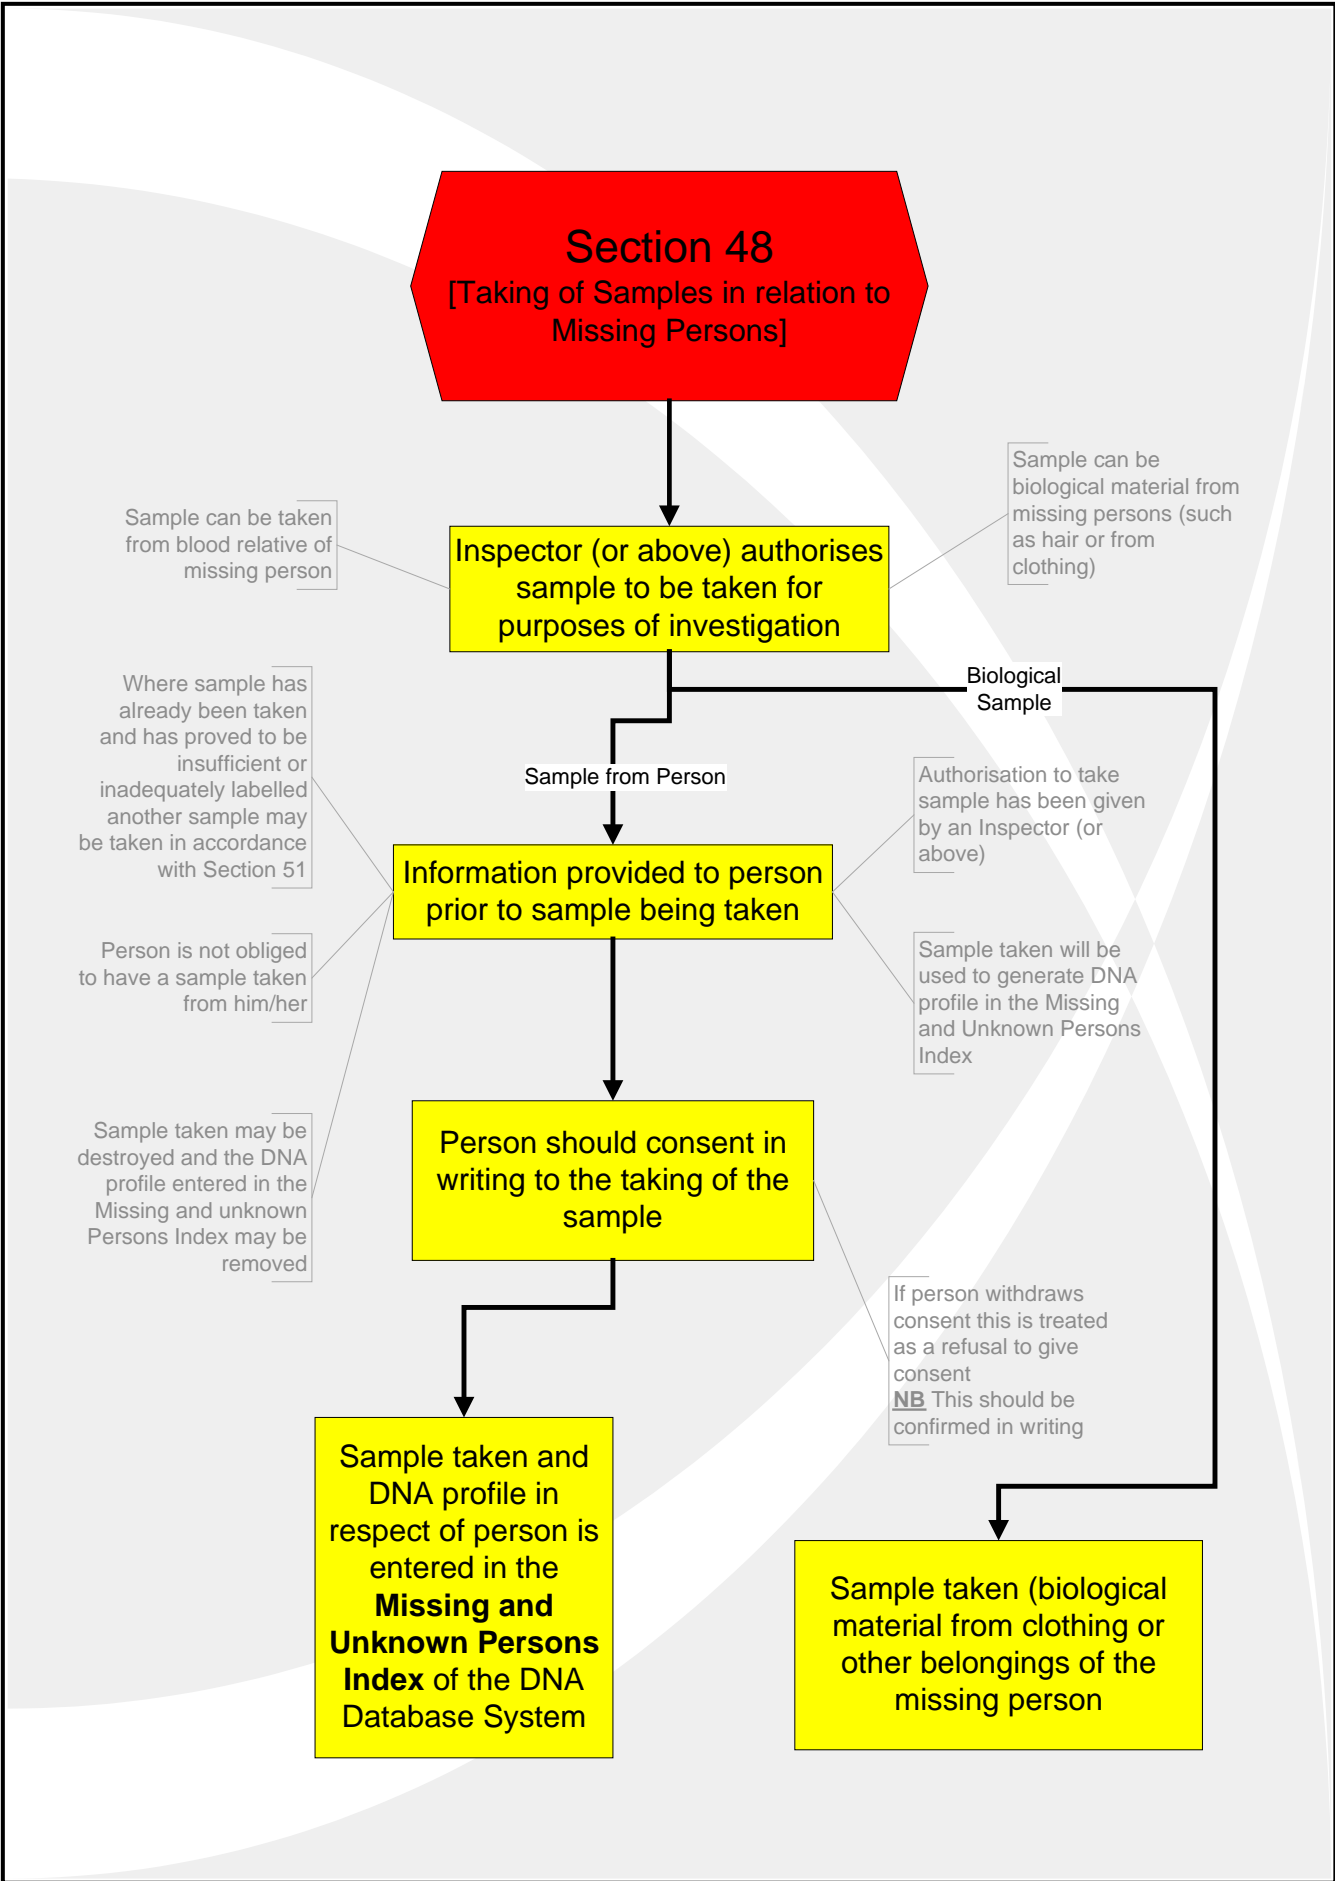 Section 48
[Taking of Samples in relation to
Missing Persons]
Sample can be
biological material from
missing persons (such
as hair or from
clothing)
Sample can be taken
from blood relative of
missing person
Inspector (or above) authorises
sample to be taken for
purposes of investigation
Biological
Sample
Where sample has
already been taken
and has proved to be
insufficient or
inadequately labelled
another sample may
be taken in accordance
with Section 51
Sample from Person
Authorisation to take
sample has been given
by an Inspector (or
above)
Information provided to person
prior to sample being taken
Person is not obliged
to have a sample taken
from him/her
Sample taken will be
used to generate DNA
profile in the Missing
and Unknown Persons
Index
Sample taken may be
destroyed and the DNA
profile entered in the
Missing and unknown
Persons Index may be
removed
Person should consent in
writing to the taking of the
sample
If person withdraws
consent this is treated
as a refusal to give
consent
NB This should be
confirmed in writing
Sample taken and
DNA profile in
respect of person is
entered in the
Missing and
Unknown Persons
Index of the DNA
Database System
Sample taken (biological
material from clothing or
other belongings of the
missing person